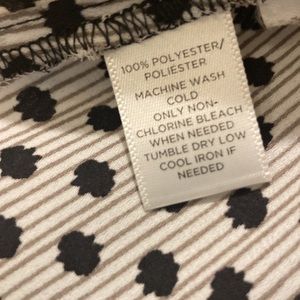 100% POLYESTER/
POLIESTER
MACHINE WASH
COLD
ONLY NON-
CHLORINE BLEACH
WHEN NEEDED
TUMBLE DRY LOW
COOL IRON IF
NEEDED